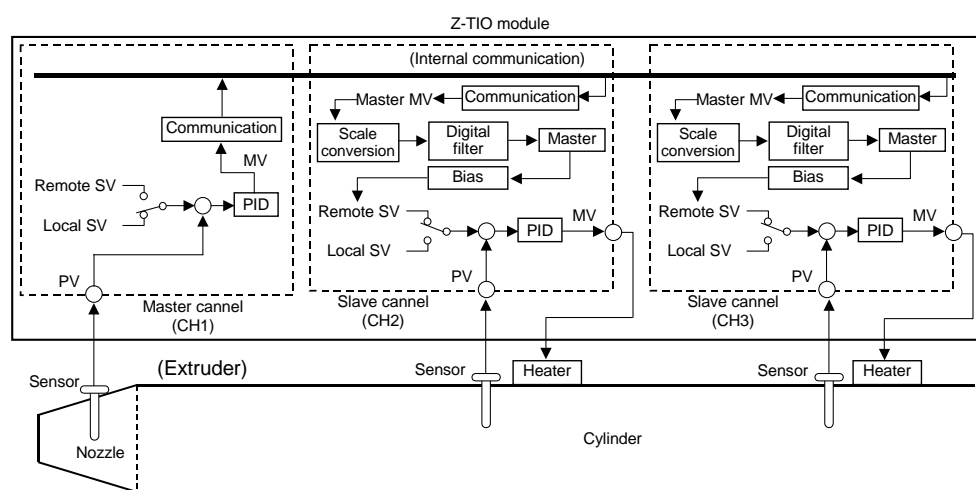 Z-TIO module
(Internal communication)
Communication
MV
Remote SV
Local SV
PID
PV
Master cannel
(CH1)
Master MV
Communication
Scale
conversion
Digital
filter
Master
Bias
Remote SV
Local SV
PID
MV
PV
Slave cannel
(CH2)
Master MV
Communication
Scale
conversion
Digital
filter
Master
Bias
Remote SV
Local SV
PID
MV
PV
Slave cannel
(CH3)
(Extruder)
Sensor
Nozzle
Sensor
Heater
Cylinder
Sensor
Heater